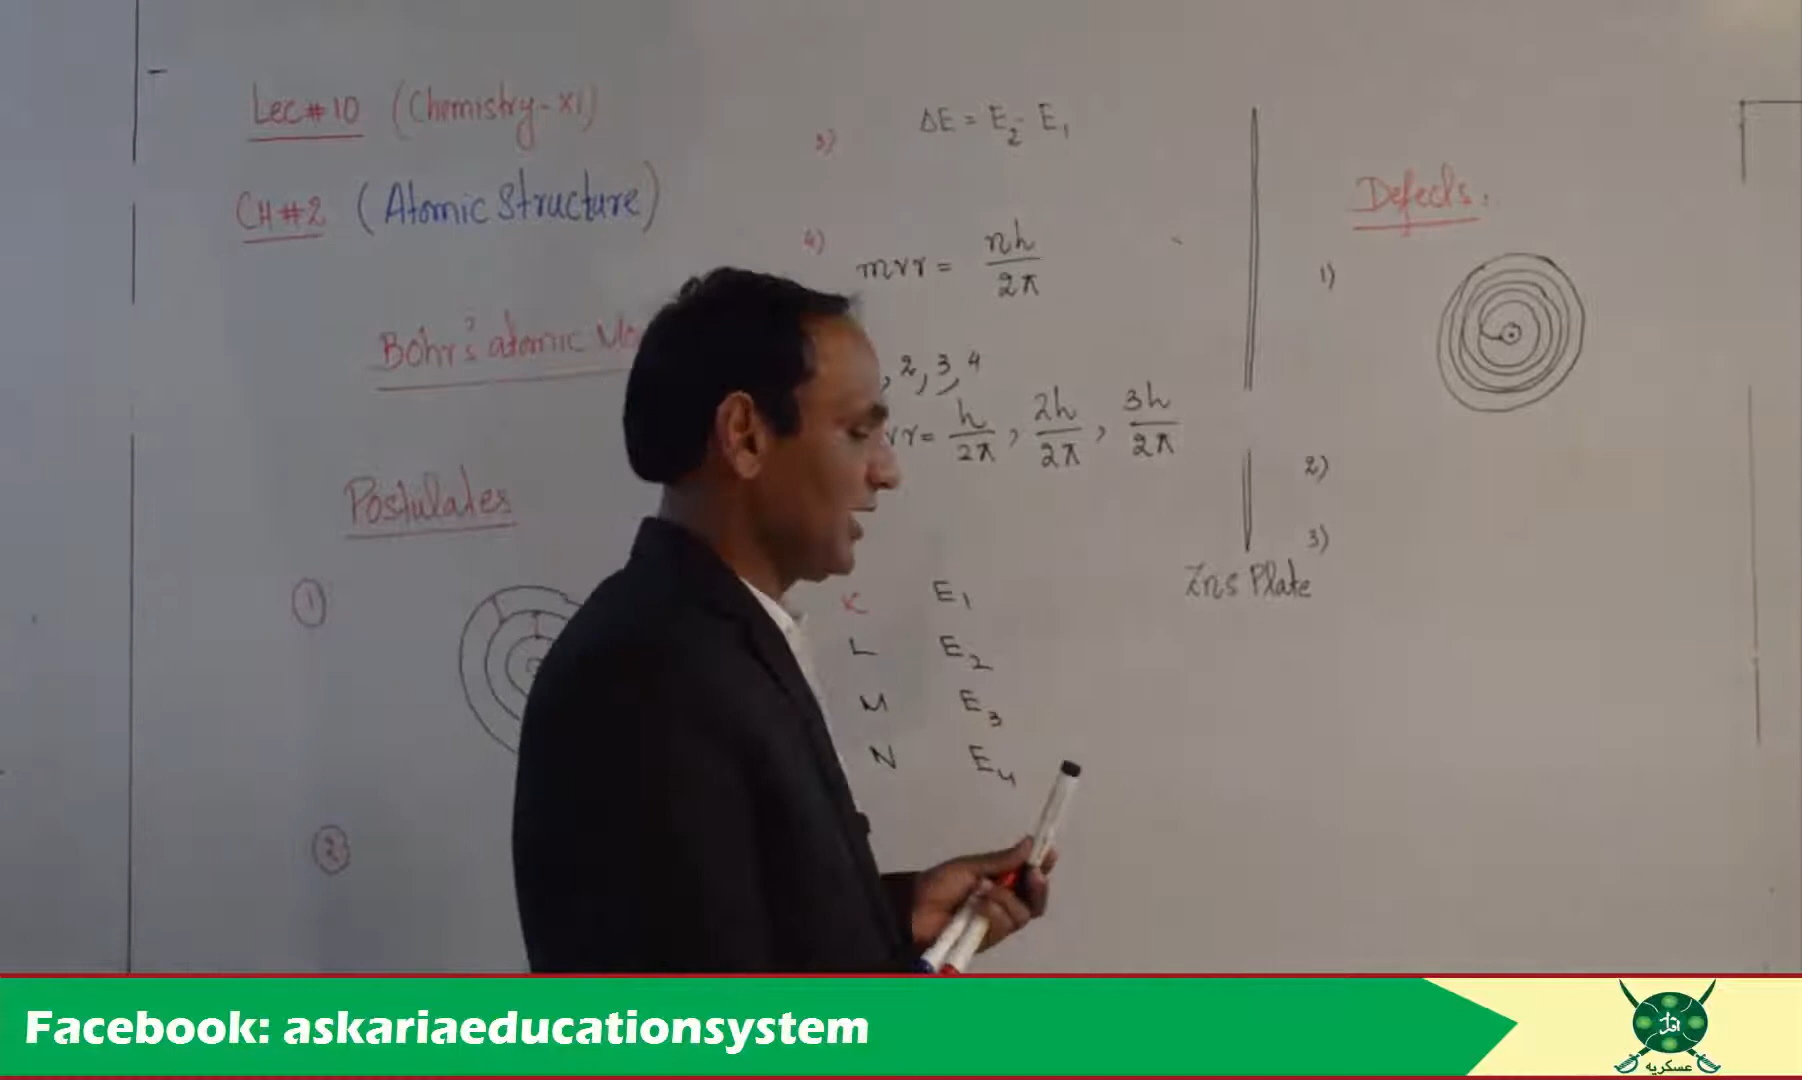 Lec#10 (Chemistry-XI)
CH#2 (Atomic Structure)
Bohr's atomic Mo
Postulates
1
2
3) ΔE = E₂- E₁
4) mvr = nh/2π
, 2, 3, 4
vr= h/2π, 2h/2π, 3h/2π
K E₁
L E₂
M E₃
N E₄
Zns Plate
Defects.
1)
2)
3)
Facebook: askariaeducationsystem
عسکریہ